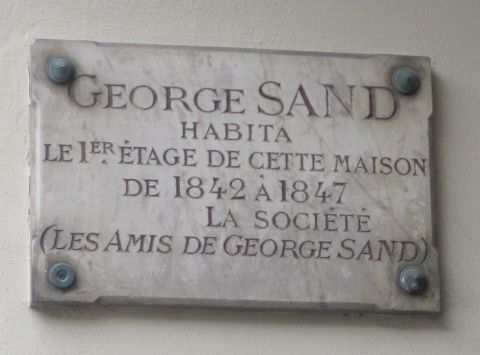 GEORGE SAND
HABITA
LE 1ER ÉTAGE DE CETTE MAISON
DE 1842 À 1847
LA SOCIÉTÉ
(LES AMIS DE GEORGE SAND)